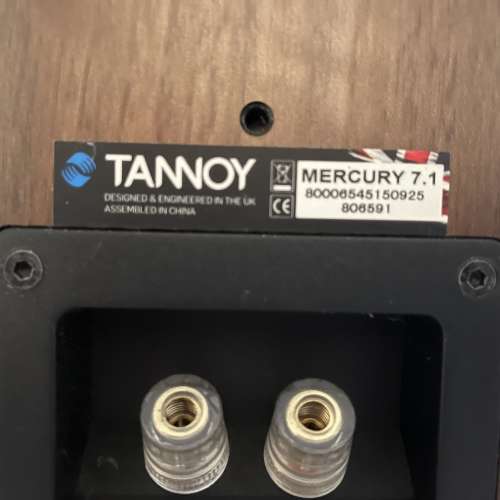 TANNOY
DESIGNED & ENGINEERED IN THE UK
ASSEMBLED IN CHINA
CE
MERCURY 7.1
80006545150925
806591